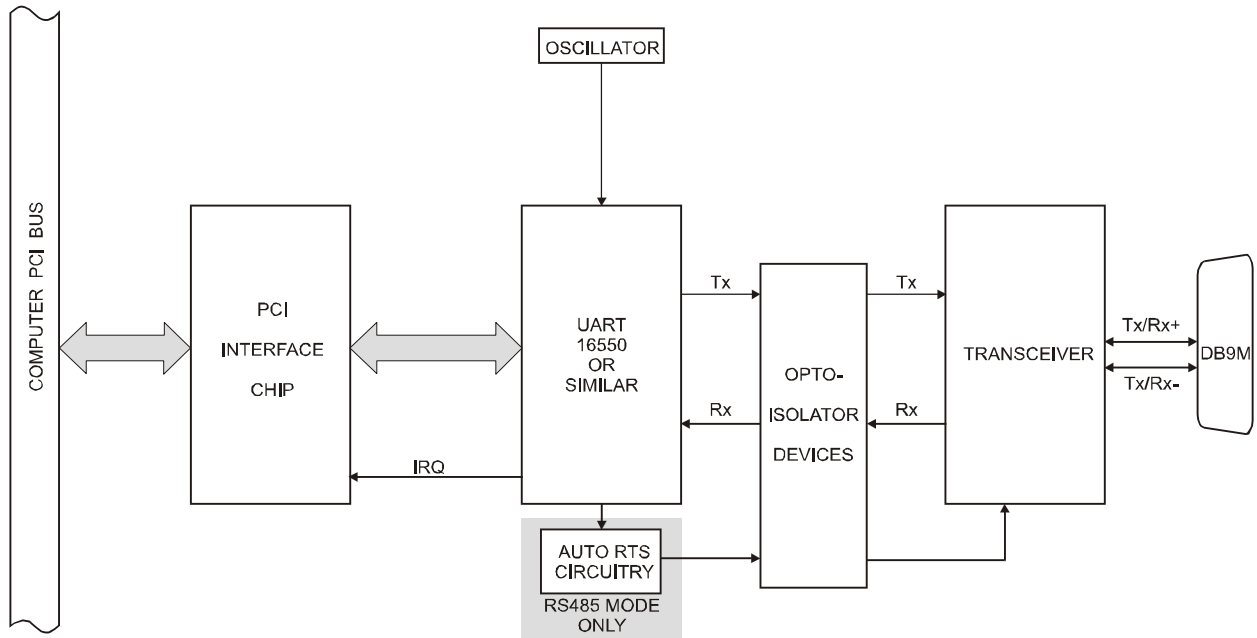 OSCILLATOR
COMPUTER PCI BUS
PCI
INTERFACE
CHIP
UART
16550
OR
SIMILAR
Tx
Tx
Rx
Rx
OPTO-
ISOLATOR
DEVICES
TRANSCEIVER
Tx/Rx+
Tx/Rx-
DB9M
IRQ
AUTO RTS
CIRCUITRY
RS485 MODE
ONLY